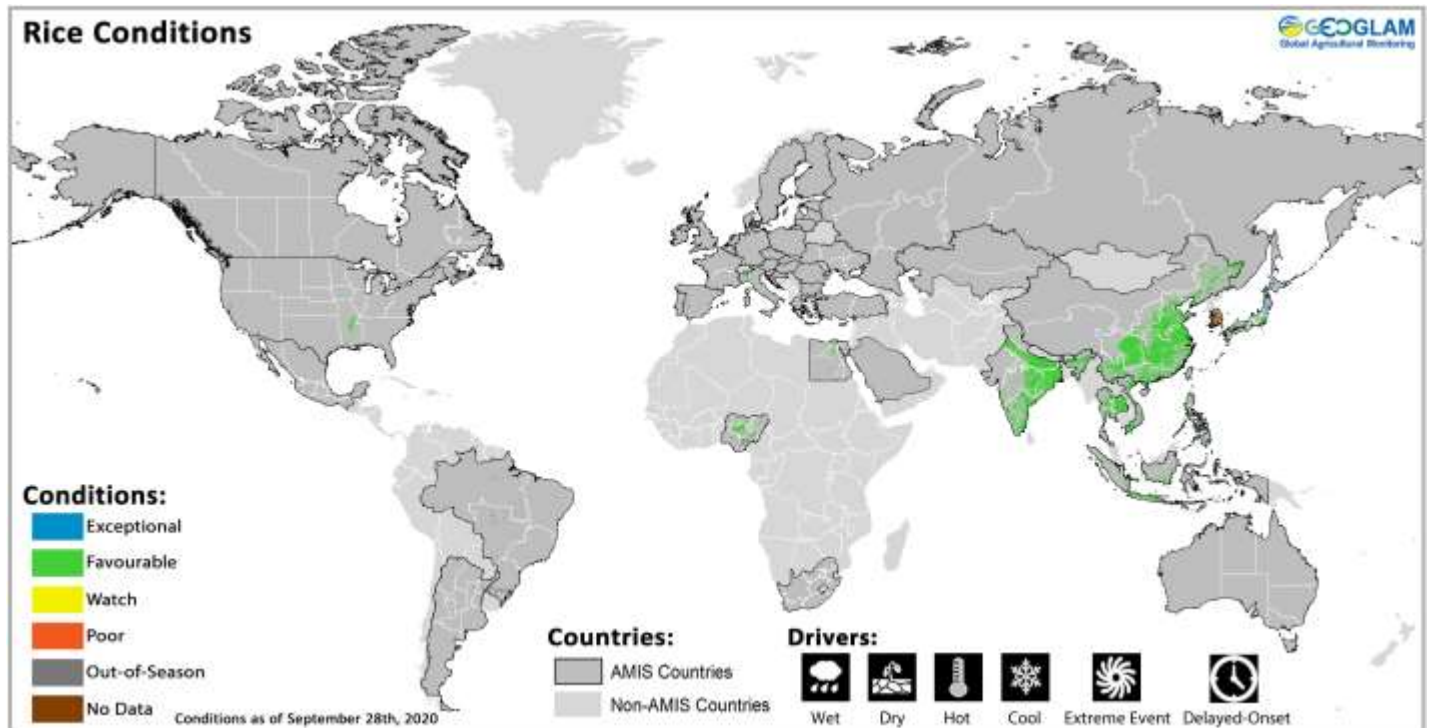 Rice Conditions
GEOGLAM
Global Agricultural Monitoring
Conditions:
Exceptional
Favourable
Watch
Poor
Out-of-Season
No Data
Conditions as of September 28th, 2020
Countries:
AMIS Countries
Non-AMIS Countries
Drivers:
Wet
Dry
Hot
Cool
Extreme Event
Delayed-Onset